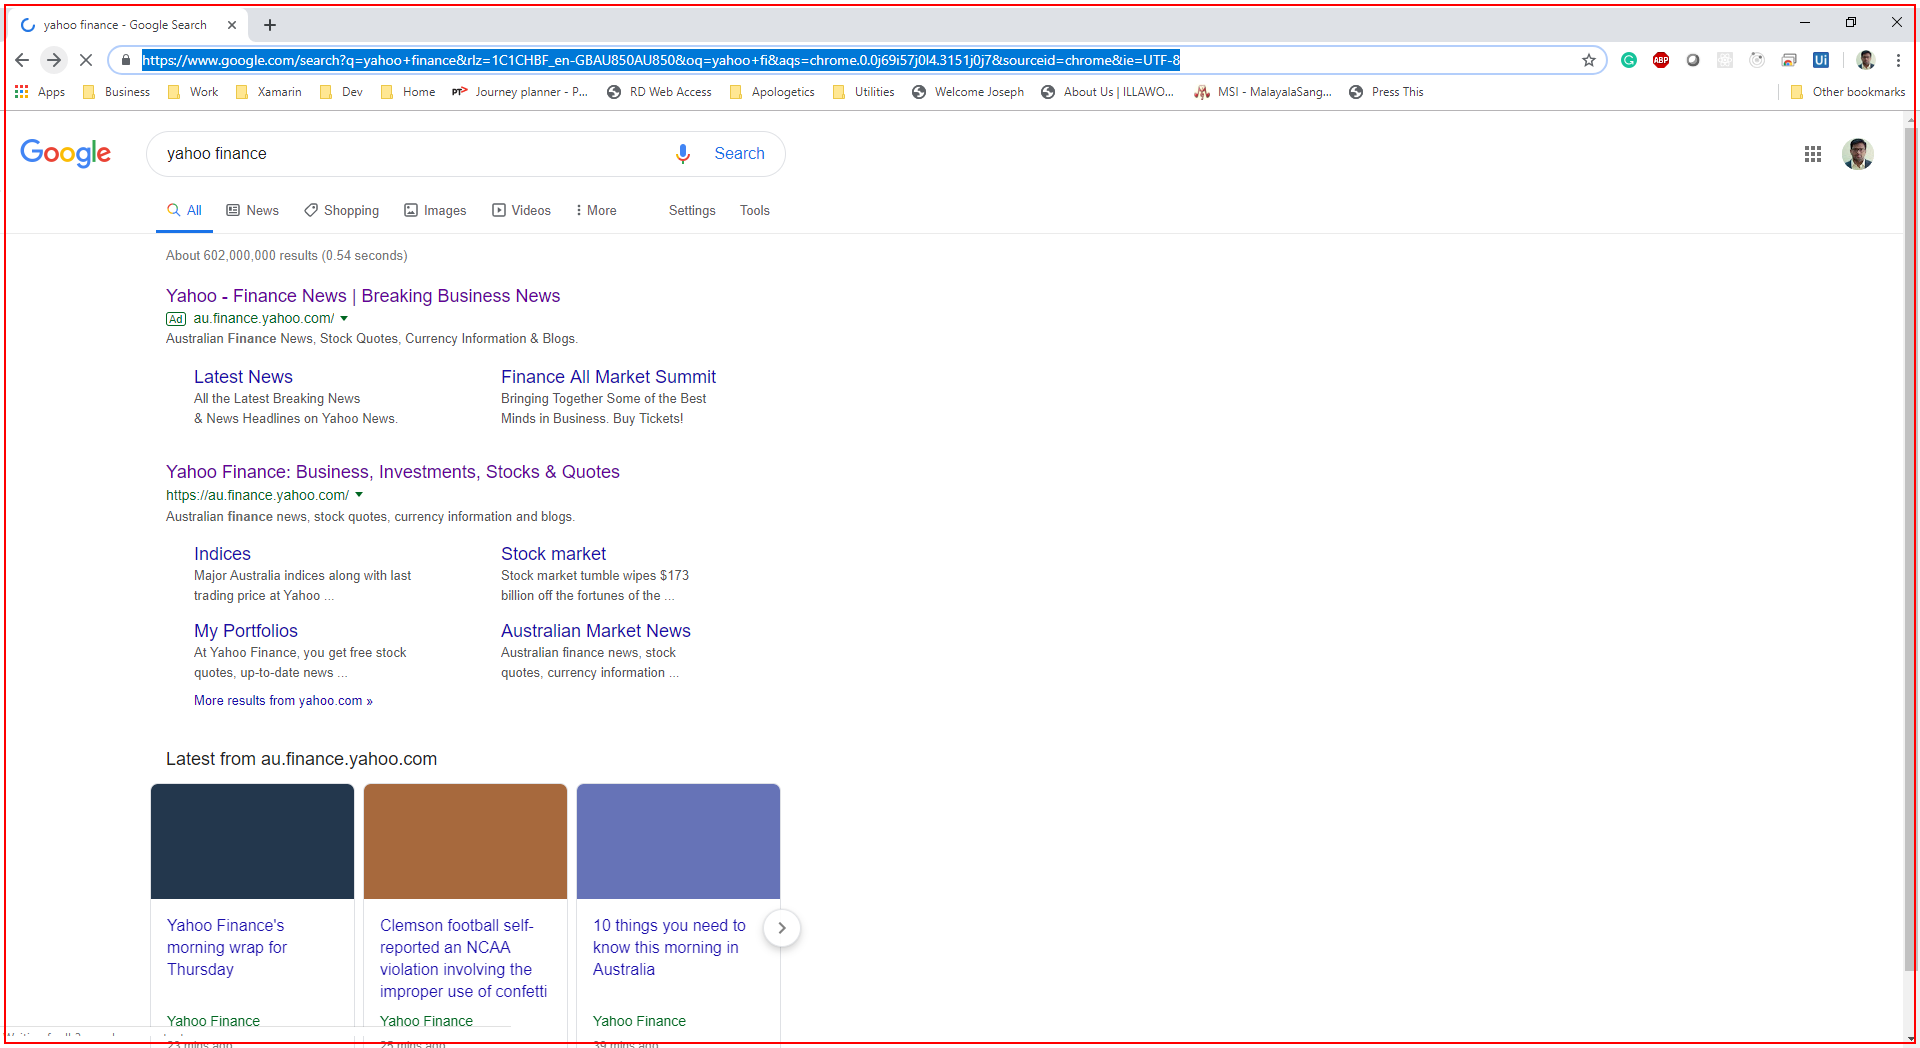 yahoo finance - Google Search
https://www.google.com/search?q=yahoo+finance&rlz=1C1CHBF_en-GBAU850AU850&oq=yahoo+fi&aqs=chrome.0.0j69i57j0l4.3151j0j7&sourceid=chrome&ie=UTF-8
ABP
Ui
Apps Business Work Xamarin Dev Home PT> Journey planner - P... RD Web Access Apologetics Utilities Welcome Joseph About Us | ILLAWO... MSI - MalayalaSang... Press This Other bookmarks
Google
yahoo finance
Search
All News Shopping Images Videos More Settings Tools
About 602,000,000 results (0.54 seconds)
Yahoo - Finance News | Breaking Business News
Ad au.finance.yahoo.com/
Australian Finance News, Stock Quotes, Currency Information & Blogs.
Latest News
All the Latest Breaking News
& News Headlines on Yahoo News.
Finance All Market Summit
Bringing Together Some of the Best
Minds in Business. Buy Tickets!
Yahoo Finance: Business, Investments, Stocks & Quotes
https://au.finance.yahoo.com/
Australian finance news, stock quotes, currency information and blogs.
Indices
Major Australia indices along with last
trading price at Yahoo ...
Stock market
Stock market tumble wipes $173
billion off the fortunes of the ...
My Portfolios
At Yahoo Finance, you get free stock
quotes, up-to-date news ...
Australian Market News
Australian finance news, stock
quotes, currency information ...
More results from yahoo.com »
Latest from au.finance.yahoo.com
Yahoo Finance's
morning wrap for
Thursday
Yahoo Finance
23 mins ago
Clemson football self-
reported an NCAA
violation involving the
improper use of confetti
Yahoo Finance
25 mins ago
10 things you need to
know this morning in
Australia
Yahoo Finance
39 mins ago